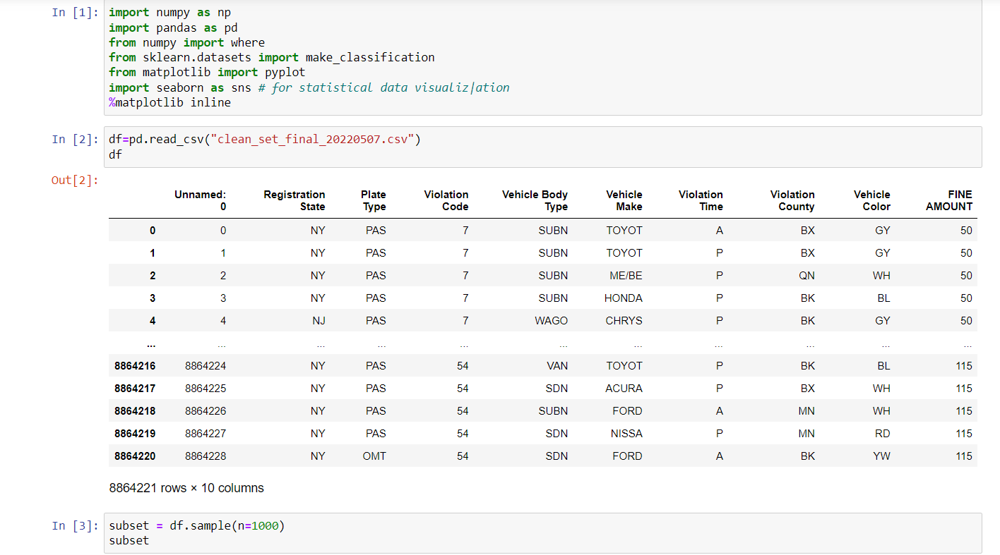 In [1]: import numpy as np
import pandas as pd
from numpy import where
from sklearn.datasets import make_classification
from matplotlib import pyplot
import seaborn as sns # for statistical data visualiz|ation
%matplotlib inline
In [2]: df=pd.read_csv("clean_set_final_20220507.csv")
df
Out[2]:
Unnamed: Registration Plate Violation Vehicle Body Vehicle Violation Violation Vehicle FINE
0 State Type Code Type Make Time County Color AMOUNT
0 0 NY PAS 7 SUBN TOYOT A BX GY 50
1 1 NY PAS 7 SUBN TOYOT P BX GY 50
2 2 NY PAS 7 SUBN ME/BE P QN WH 50
3 3 NY PAS 7 SUBN HONDA P BK BL 50
4 4 NJ PAS 7 WAGO CHRYS P BK GY 50
... ... ... ... ... ... ... ... ... ... ...
8864216 8864224 NY PAS 54 VAN TOYOT P BK BL 115
8864217 8864225 NY PAS 54 SDN ACURA P BX WH 115
8864218 8864226 NY PAS 54 SUBN FORD A MN WH 115
8864219 8864227 NY PAS 54 SDN NISSA P MN RD 115
8864220 8864228 NY OMT 54 SDN FORD A BK YW 115
8864221 rows × 10 columns
In [3]: subset = df.sample(n=1000)
subset